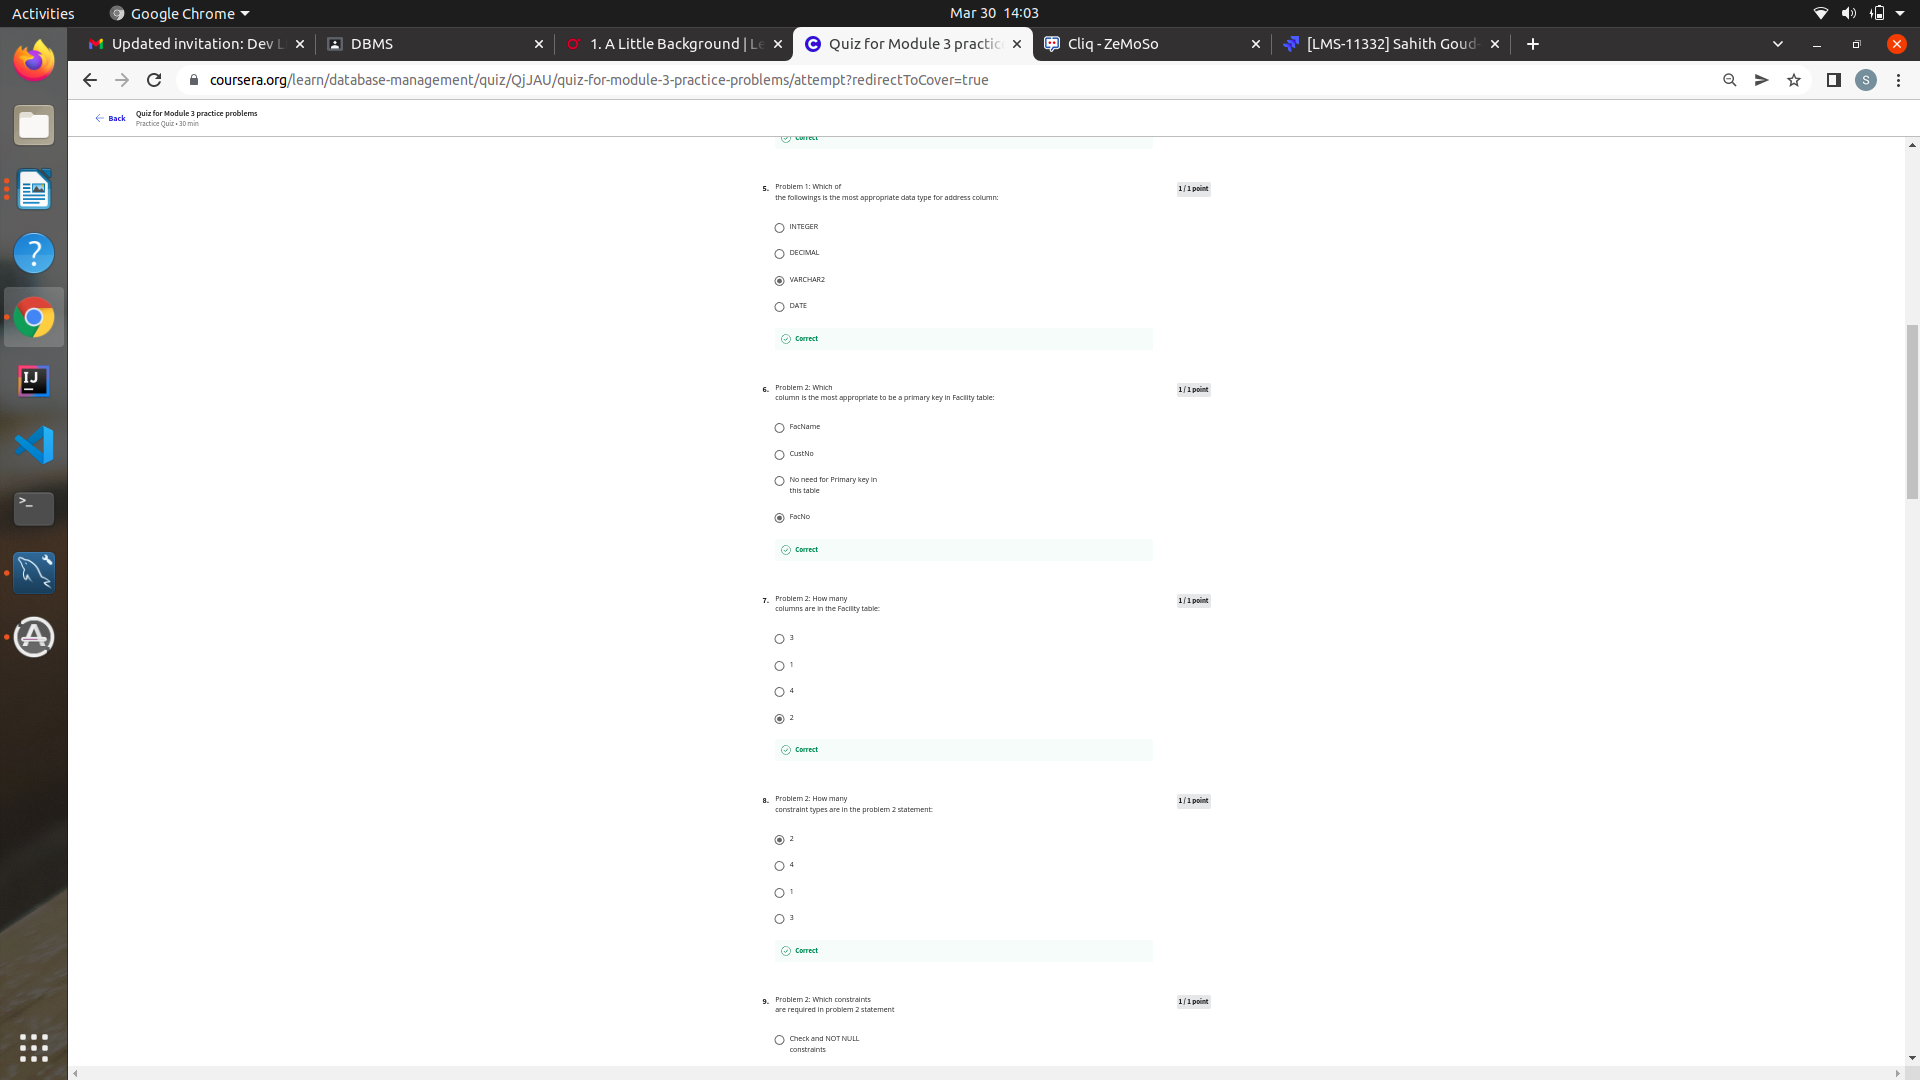 Activities
Google Chrome
Mar 30 14:03
Updated invitation: Dev L
DBMS
1. A Little Background | Le
Quiz for Module 3 practic
Cliq - ZeMoSo
[LMS-11332] Sahith Goud
coursera.org/learn/database-management/quiz/QjJAU/quiz-for-module-3-practice-problems/attempt?redirectToCover=true
S
Back
Quiz for Module 3 practice problems
Practice Quiz • 30 min
Correct
5. Problem 1: Which of
the followings is the most appropriate data type for address column:
1 / 1 point
INTEGER
DECIMAL
VARCHAR2
DATE
Correct
6. Problem 2: Which
column is the most appropriate to be a primary key in Facility table:
1 / 1 point
FacName
CustNo
No need for Primary key in
this table
FacNo
Correct
7. Problem 2: How many
columns are in the Facility table:
1 / 1 point
3
1
4
2
Correct
8. Problem 2: How many
constraint types are in the problem 2 statement:
1 / 1 point
2
4
1
3
Correct
9. Problem 2: Which constraints
are required in problem 2 statement
1 / 1 point
Check and NOT NULL
constraints